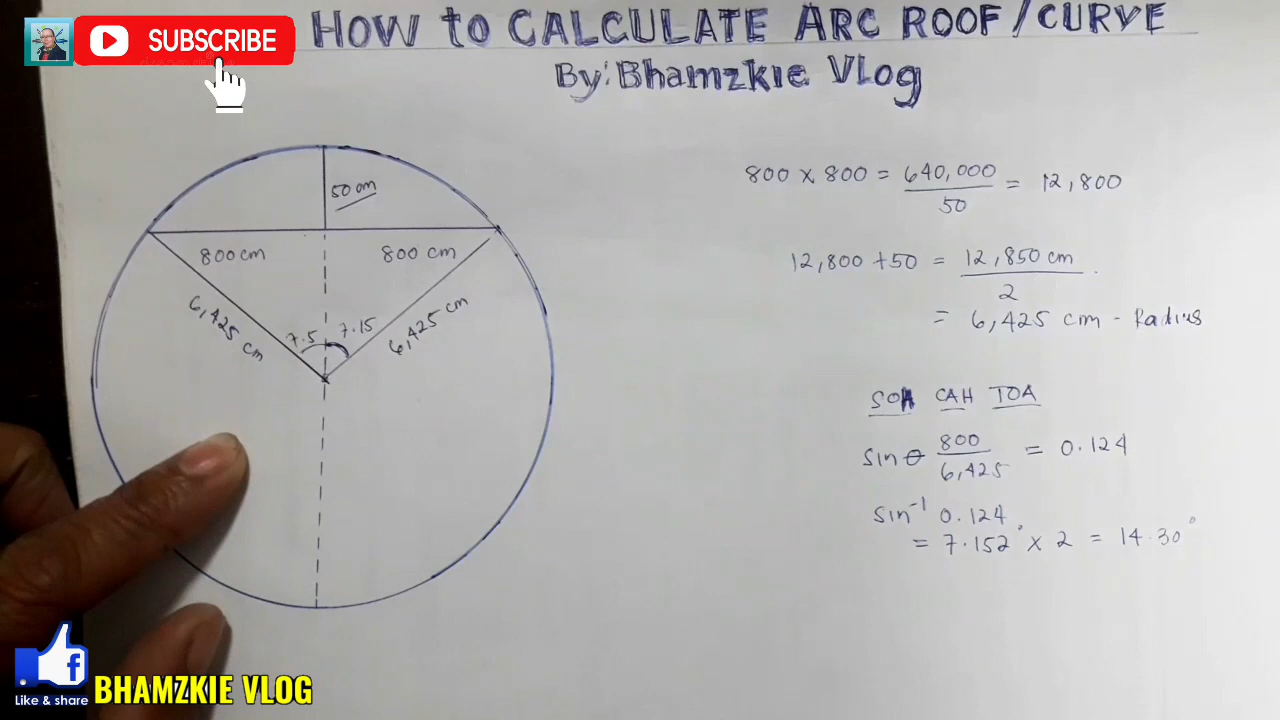 SUBSCRIBE
HOW to CALCULATE ARC ROOF/CURVE
By: Bhamzkie Vlog
50 cm
800 cm 800 cm
6,425 cm
6,425 cm
7.5 7.15
800 x 800 = 640,000 / 50 = 12,800
12,800 + 50 = 12,850 cm / 2
= 6,425 cm - Radius
SOH CAH TOA
sin θ 800 / 6,425 = 0.124
sin⁻¹ 0.124
= 7.152° x 2 = 14.30°
Like & share
BHAMZKIE VLOG